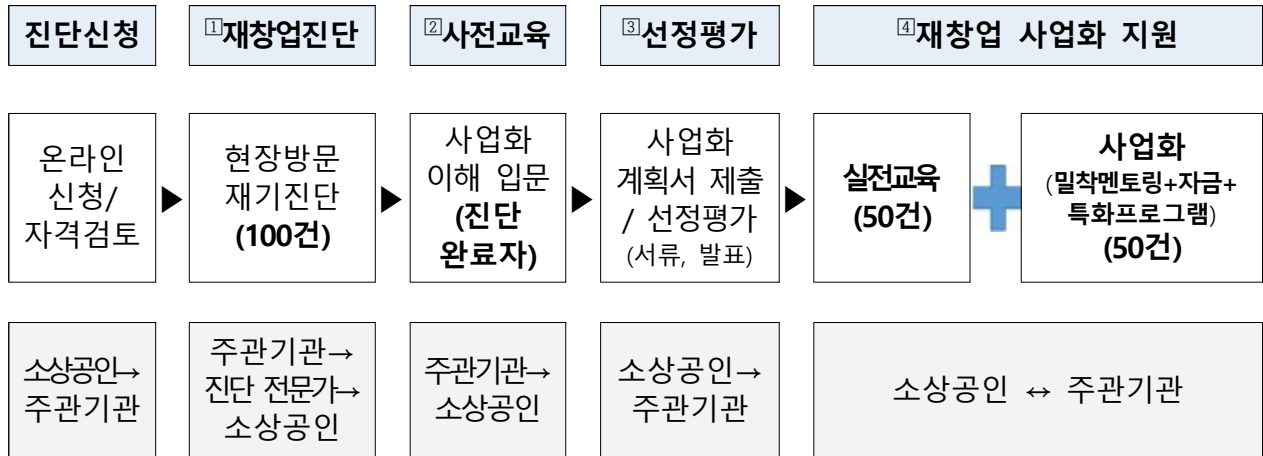 진단신청
1재창업진단
2사전교육
3선정평가
4재창업 사업화 지원
온라인
신청/
자격검토
▶
현장방문
재기진단
(100건)
▶
사업화
이해 입문
(진단
완료자)
▶
사업화
계획서 제출
/ 선정평가
(서류, 발표)
▶
실전교육
(50건)
사업화
(밀착멘토링+자금+
특화프로그램)
(50건)
소상공인→
주관기관
주관기관→
진단 전문가→
소상공인
주관기관→
소상공인
소상공인→
주관기관
소상공인 ↔ 주관기관